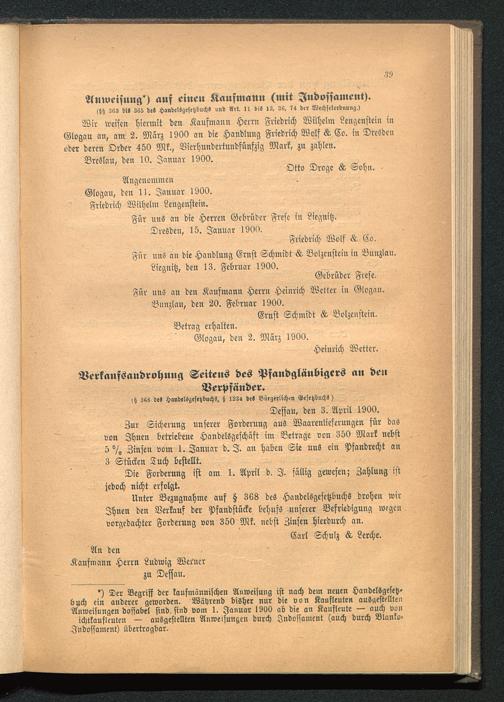 39
Anweisung*) auf einen Kaufmann (mit Indossament).
(§§ 363 bis 365 des Handelsgesetzbuchs und Art. 11 bis 13, 36, 74 der Wechselordnung.)
Wir weisen hiermit den Kaufmann Herrn Friedrich Wilhelm Lengenstein in
Glogau an, am 2. März 1900 an die Handlung Friedrich Wolf & Co. in Dresden
oder deren Order 450 Mk., Vierhundertundfünfzig Mark, zu zahlen.
Breslau, den 10. Januar 1900.
Otto Droge & Sohn.
Angenommen
Glogau, den 11. Januar 1900.
Friedrich Wilhelm Lengenstein.
Für uns an die Herren Gebrüder Frese in Liegnitz.
Dresden, 15. Januar 1900.
Friedrich Wolf & Co.
Für uns an die Handlung Ernst Schmidt & Bolzenstein in Bunzlau.
Liegnitz, den 13. Februar 1900.
Gebrüder Frese.
Für uns an den Kaufmann Herrn Heinrich Wetter in Glogau.
Bunzlau, den 20. Februar 1900.
Ernst Schmidt & Bolzenstein.
Betrag erhalten.
Glogau, den 2. März 1900.
Heinrich Wetter.
Verkaufsandrohung Seitens des Pfandgläubigers an den
Verpfänder.
(§ 368 des Handelsgesetzbuchs, § 1234 des Bürgerlichen Gesetzbuchs)
Dessau, den 3. April 1900.
Zur Sicherung unserer Forderung aus Waarenlieferungen für das
von Ihnen betriebene Handelsgeschäft im Betrage von 350 Mark nebst
5 % Zinsen vom 1. Januar d. J. an haben Sie uns ein Pfandrecht an
3 Stücken Tuch bestellt.
Die Forderung ist am 1. April d. J. fällig gewesen; Zahlung ist
jedoch nicht erfolgt.
Unter Bezugnahme auf § 368 des Handelsgesetzbuchs drohen wir
Ihnen den Verkauf der Pfandstücke behufs unserer Befriedigung wegen
vorgedachter Forderung von 350 Mk. nebst Zinsen hierdurch an.
Carl Schulz & Lerche.
An den
Kaufmann Herrn Ludwig Werner
zu Dessau.
*) Der Begriff der kaufmännischen Anweisung ist nach dem neuen Handelsgesetz-
buch ein anderer geworden. Während bisher nur die von Kaufleuten ausgestellten
Anweisungen dossabel sind, sind vom 1. Januar 1900 ab die an Kaufleute — auch von
ichtkaufleuten — ausgestellten Anweisungen durch Indossament (auch durch Blanko-
Indossament) übertragbar.